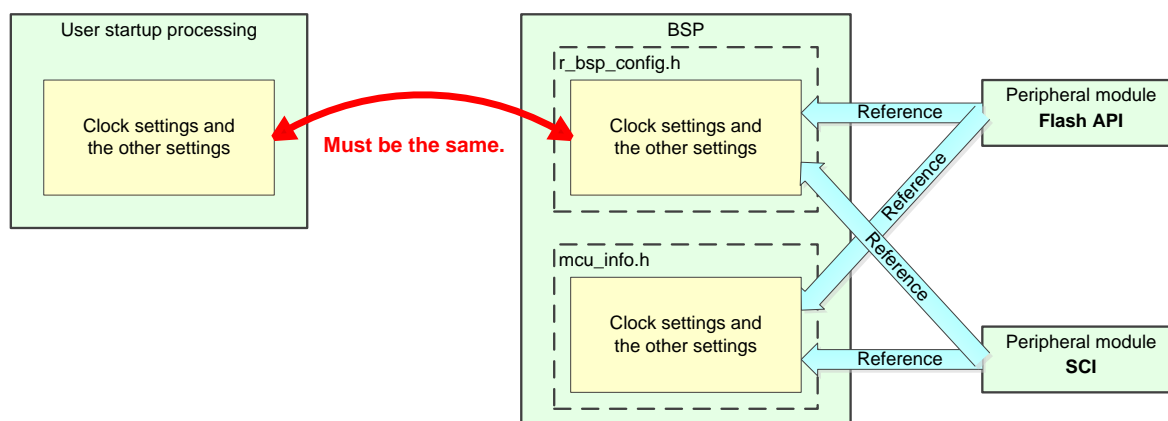 User startup processing
Clock settings and
the other settings
Must be the same.
BSP
r_bsp_config.h
Clock settings and
the other settings
mcu_info.h
Clock settings and
the other settings
Reference
Reference
Reference
Reference
Peripheral module
Flash API
Peripheral module
SCI